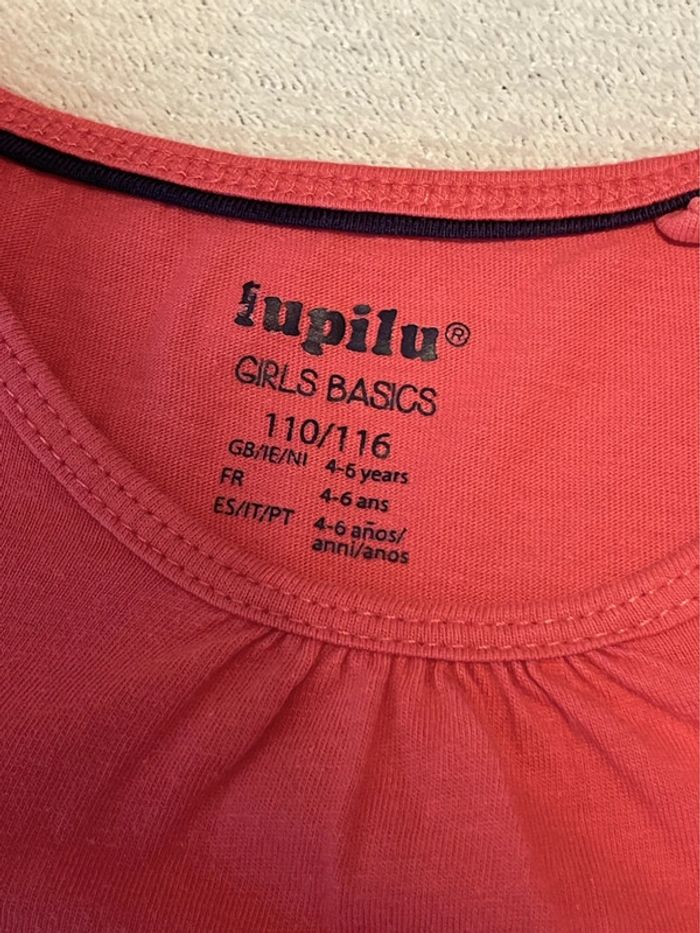 lupilu®
GIRLS BASICS
110/116
GB/IE/NI 4-6 years
FR 4-6 ans
ES/IT/PT 4-6 años/
anni/anos